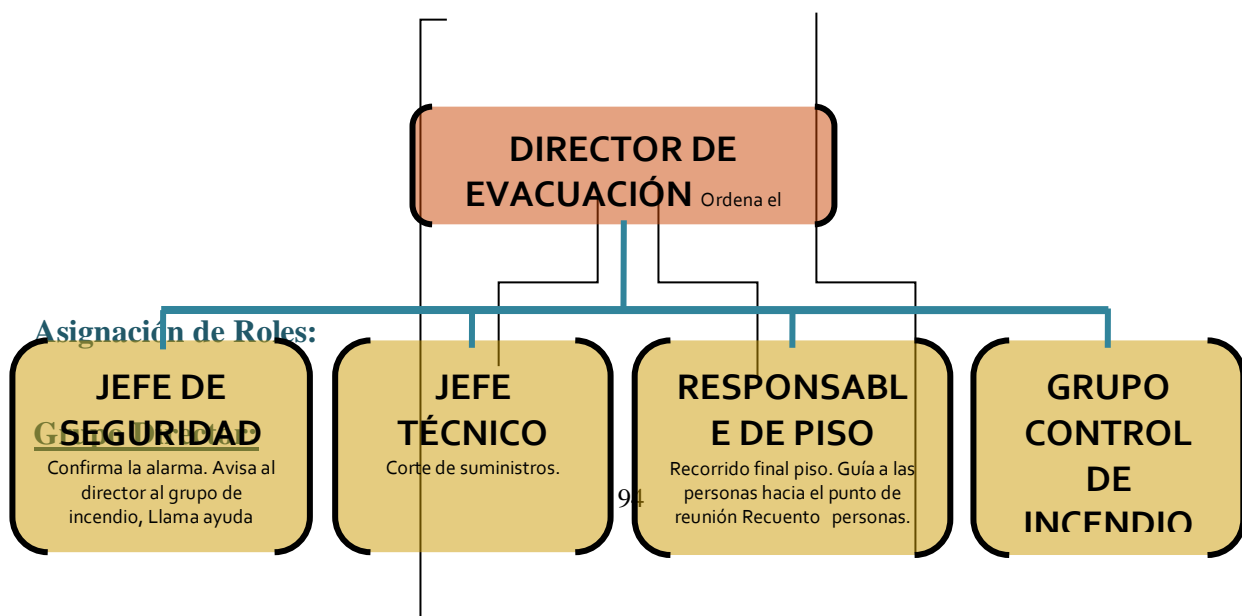 DIRECTOR DE
EVACUACIÓN Ordena el
Asignación de Roles:
Grupo Director:
JEFE DE
SEGURIDAD
Confirma la alarma. Avisa al
director al grupo de
incendio, Llama ayuda
JEFE
TÉCNICO
Corte de suministros.
RESPONSABL
E DE PISO
Recorrido final piso. Guía a las
personas hacia el punto de
reunión Recuento personas.
GRUPO
CONTROL
DE
INCENDIO
94